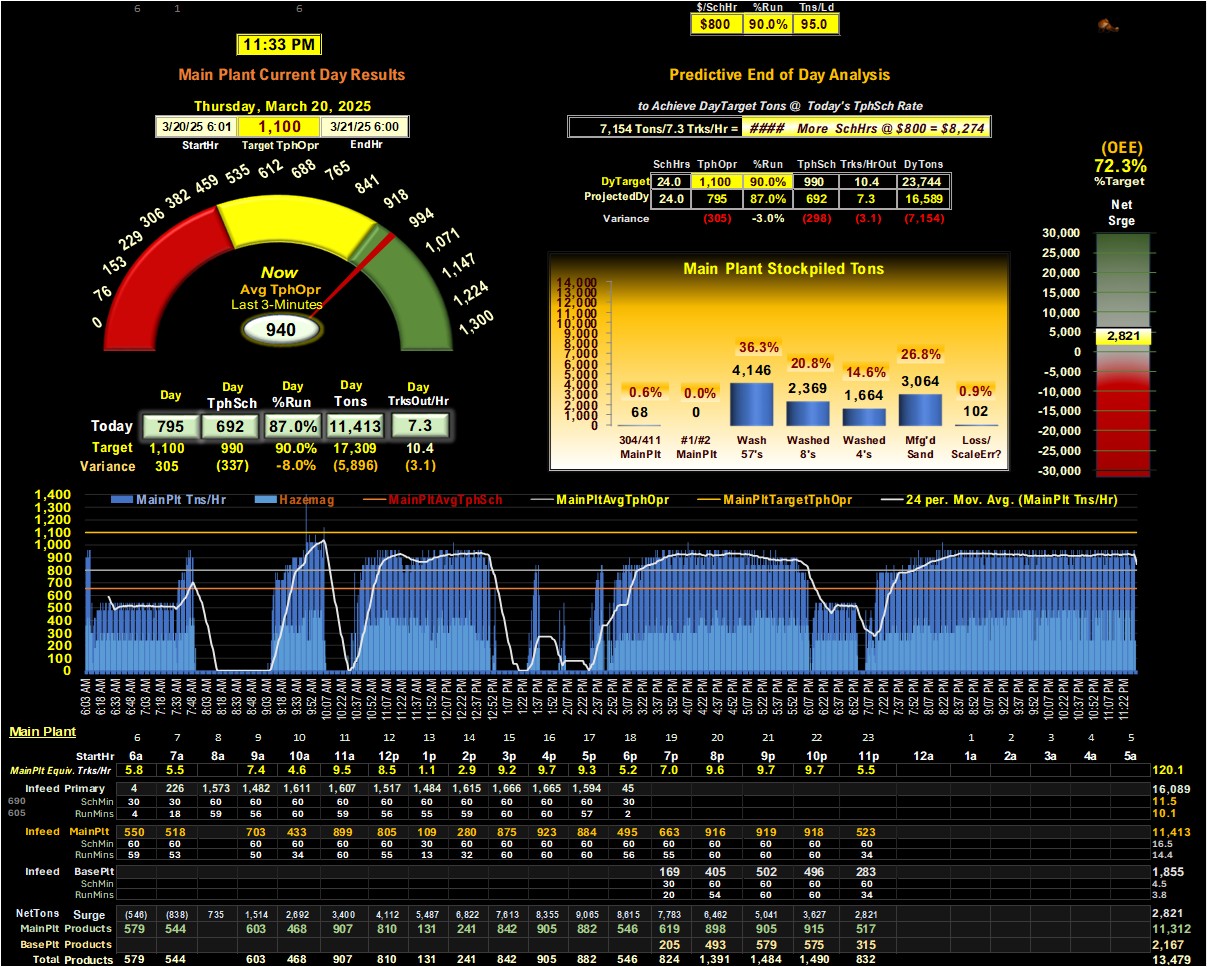 6 1 6
$/SchHr %Run Tns/Ld
$800 90.0% 95.0
11:33 PM
Main Plant Current Day Results
Predictive End of Day Analysis
Thursday, March 20, 2025
to Achieve DayTarget Tons @ Today's TphSch Rate
3/20/25 6:01 1,100 3/21/25 6:00
StartHr Target TphOpr EndHr
7,154 Tons/7.3 Trks/Hr = #### More SchHrs @ $800 = $8,274
(OEE)
72.3%
%Target
SchHrs TphOpr %Run TphSch Trks/HrOut DyTons
DyTarget 24.0 1,100 90.0% 990 10.4 23,744
ProjectedDy 24.0 795 87.0% 692 7.3 16,589
Variance (305) -3.0% (298) (3.1) (7,154)
0 76 153 229 306 382 459 535 612 688 765 841 918 994 1,071 1,147 1,224 1,300
Now
Avg TphOpr
Last 3-Minutes
940
Net
Srge
30,000
25,000
20,000
15,000
10,000
5,000
2,821
0
-5,000
-10,000
-15,000
-20,000
-25,000
-30,000
Main Plant Stockpiled Tons
14,000
13,000
12,000
11,000
10,000
9,000
8,000
7,000
6,000
5,000
4,000
3,000
2,000
1,000
0
0.6% 0.0% 36.3% 20.8% 14.6% 26.8% 0.9%
68 0 4,146 2,369 1,664 3,064 102
304/411 #1/#2 Wash Washed Washed Mfg'd Loss/
MainPlt MainPlt 57's 8's 4's Sand ScaleErr?
Day Day Day Day Day
TphSch %Run Tons TrksOut/Hr
Today 795 692 87.0% 11,413 7.3
Target 1,100 990 90.0% 17,309 10.4
Variance 305 (337) -8.0% (5,896) (3.1)
MainPlt Tns/Hr Hazemag MainPltAvgTphSch MainPltAvgTphOpr MainPltTargetTphOpr 24 per. Mov. Avg. (MainPlt Tns/Hr)
1,400
1,300
1,200
1,100
1,000
900
800
700
600
500
400
300
200
100
0
6:03 AM 6:18 AM 6:33 AM 6:48 AM 7:03 AM 7:18 AM 7:33 AM 7:48 AM 8:03 AM 8:18 AM 8:33 AM 8:48 AM 9:03 AM 9:18 AM 9:37 AM 9:52 AM 10:07 AM 10:22 AM 10:37 AM 10:52 AM 11:07 AM 11:22 AM 11:37 AM 11:52 AM 12:07 PM 12:22 PM 12:37 PM 12:52 PM 1:07 PM 1:22 PM 1:37 PM 1:52 PM 2:07 PM 2:22 PM 2:37 PM 2:52 PM 3:07 PM 3:22 PM 3:37 PM 3:52 PM 4:07 PM 4:22 PM 4:37 PM 4:52 PM 5:07 PM 5:22 PM 5:37 PM 5:52 PM 6:07 PM 6:22 PM 6:37 PM 6:52 PM 7:07 PM 7:22 PM 7:37 PM 7:52 PM 8:07 PM 8:22 PM 8:37 PM 8:52 PM 9:07 PM 9:22 PM 9:37 PM 9:52 PM 10:07 PM 10:22 PM 10:37 PM 10:52 PM 11:07 PM 11:22 PM
Main Plant
6 7 8 9 10 11 12 13 14 15 16 17 18 19 20 21 22 23 1 2 3 4 5
StartHr 6a 7a 8a 9a 10a 11a 12p 1p 2p 3p 4p 5p 6p 7p 8p 9p 10p 11p 12a 1a 2a 3a 4a 5a
MainPlt Equiv. Trks/Hr 5.8 5.5 7.4 4.6 9.5 8.5 1.1 2.9 9.2 9.7 9.3 5.2 7.0 9.6 9.7 9.7 5.5 120.1
Infeed Primary 4 226 1,573 1,482 1,611 1,607 1,517 1,484 1,615 1,666 1,665 1,594 45 16,089
690 SchMin 30 30 60 60 60 60 60 60 60 60 60 60 30 11.5
605 RunMins 4 18 59 56 60 59 56 55 59 60 60 57 2 10.1
Infeed MainPlt 550 518 703 433 899 805 109 280 875 923 884 495 663 916 919 918 523 11,413
SchMin 60 60 60 60 60 60 30 60 60 60 60 60 60 60 60 60 60 16.5
RunMins 59 53 50 34 60 55 13 32 60 60 60 56 55 60 60 60 34 14.4
Infeed BasePlt 169 405 502 496 283 1,855
SchMin 30 60 60 60 60 4.5
RunMins 20 54 60 60 34 3.8
NetTons Surge (546) (838) 735 1,514 2,692 3,400 4,112 5,487 6,822 7,613 8,355 9,065 8,615 7,783 6,462 5,041 3,627 2,821 2,821
MainPlt Products 579 544 603 468 907 810 131 241 842 905 882 546 619 898 905 915 517 11,312
BasePlt Products 205 493 579 575 315 2,167
Total Products 579 544 603 468 907 810 131 241 842 905 882 546 824 1,391 1,484 1,490 832 13,479